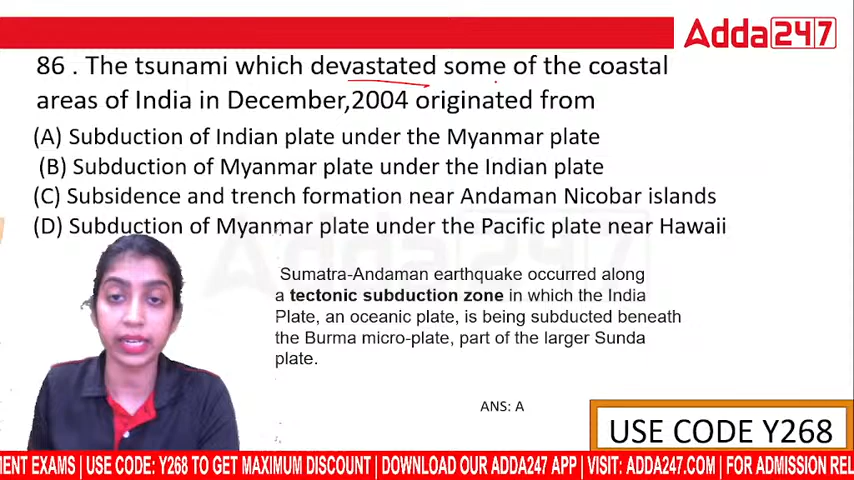 Adda247
86 . The tsunami which devastated some of the coastal
areas of India in December,2004 originated from
(A) Subduction of Indian plate under the Myanmar plate
(B) Subduction of Myanmar plate under the Indian plate
(C) Subsidence and trench formation near Andaman Nicobar islands
(D) Subduction of Myanmar plate under the Pacific plate near Hawaii
Sumatra-Andaman earthquake occurred along
a tectonic subduction zone in which the India
Plate, an oceanic plate, is being subducted beneath
the Burma micro-plate, part of the larger Sunda
plate.
ANS: A
USE CODE Y268
MENT EXAMS | USE CODE: Y268 TO GET MAXIMUM DISCOUNT | DOWNLOAD OUR ADDA247 APP | VISIT: ADDA247.COM | FOR ADMISSION REL